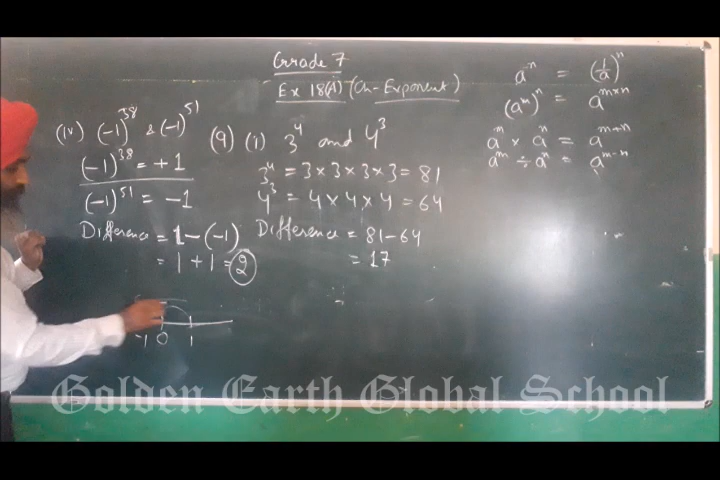 Grade 7
Ex 18(A) (Ch-Exponent)
(iv) (-1)^38 & (-1)^51
(-1)^38 = +1
(-1)^51 = -1
Difference = 1-(-1)
= 1 + 1 = 2
-1 0 1
(9) (i) 3^4 and 4^3
3^4 = 3 × 3 × 3 × 3 = 81
4^3 = 4 × 4 × 4 = 64
Difference = 81 - 64
= 17
a^-n = (1/a)^n
(a^m)^n = a^m×n
a^m × a^n = a^m+n
a^m ÷ a^n = a^m-n
Golden Earth Global School